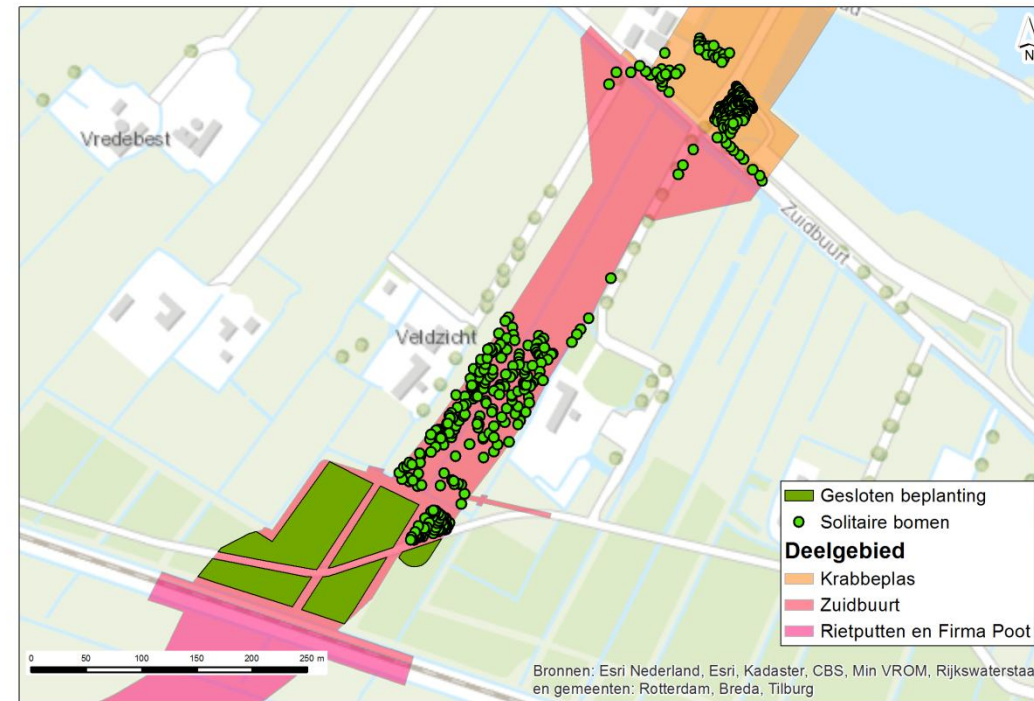 N
Vredebest
Zuidbuurt
Veldzicht
Gesloten beplanting
Solitaire bomen
Deelgebied
Krabbeplas
Zuidbuurt
Rietputten en Firma Poot
0 50 100 150 200 250 m
Bronnen: Esri Nederland, Esri, Kadaster, CBS, Min VROM, Rijkswaterstaa
en gemeenten: Rotterdam, Breda, Tilburg